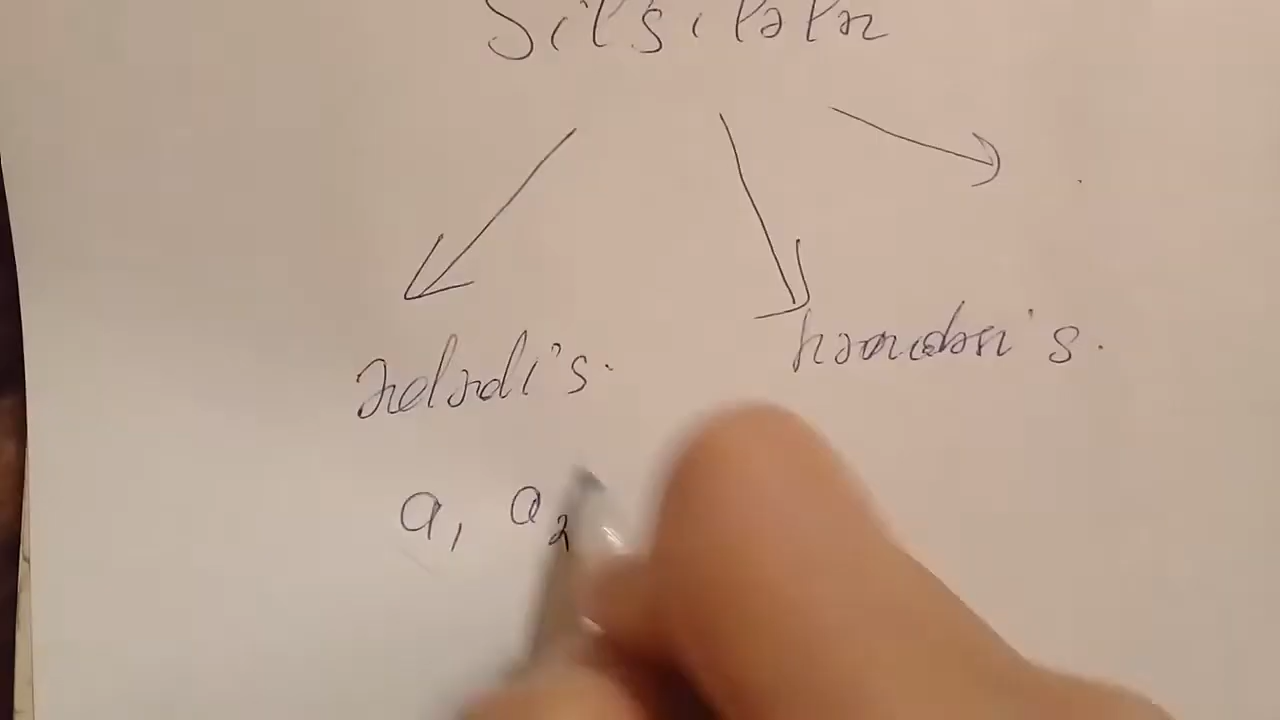 Silsilələr
ədədi s.
həndəsi s.
a₁ a₂